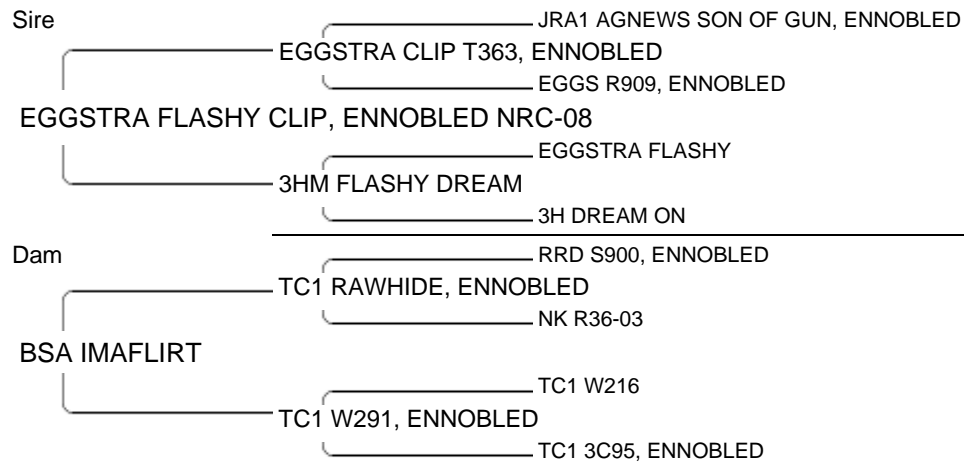 Sire
JRA1 AGNEWS SON OF GUN, ENNOBLED
EGGSTRA CLIP T363, ENNOBLED
EGGS R909, ENNOBLED
EGGSTRA FLASHY CLIP, ENNOBLED NRC-08
EGGSTRA FLASHY
3HM FLASHY DREAM
3H DREAM ON
Dam
RRD S900, ENNOBLED
TC1 RAWHIDE, ENNOBLED
NK R36-03
BSA IMAFLIRT
TC1 W216
TC1 W291, ENNOBLED
TC1 3C95, ENNOBLED